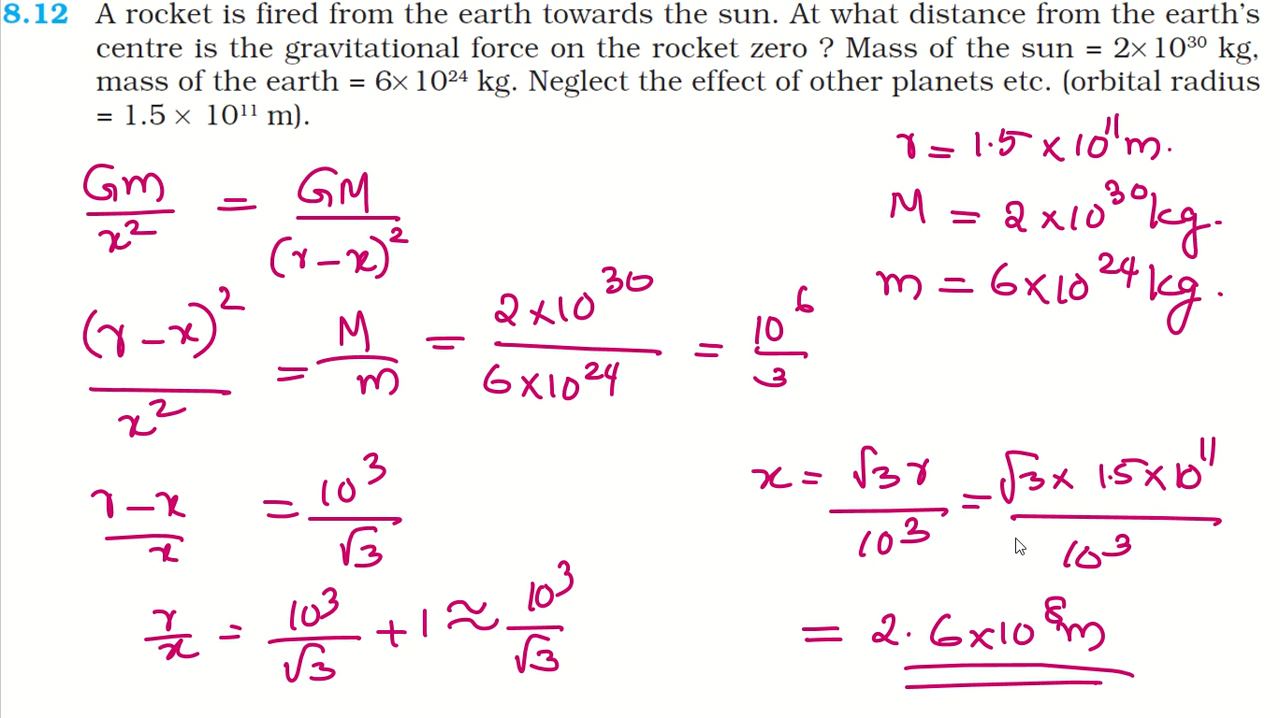 8.12 A rocket is fired from the earth towards the sun. At what distance from the earth's
centre is the gravitational force on the rocket zero ? Mass of the sun = 2×10³⁰ kg,
mass of the earth = 6×10²⁴ kg. Neglect the effect of other planets etc. (orbital radius
= 1.5 × 10¹¹ m).
r = 1.5 × 10¹¹ m.
M = 2 × 10³⁰ kg.
m = 6×10²⁴ kg.
Gm/x² = GM/(r–x)²
(r–x)²/x² = M/m = 2×10³⁰/6×10²⁴ = 10⁶/3
r–x/x = 10³/√3
r/x = 10³/√3 + 1 ≈ 10³/√3
x = √3r/10³ = √3× 1.5×10¹¹/10³
= 2.6×10⁸m